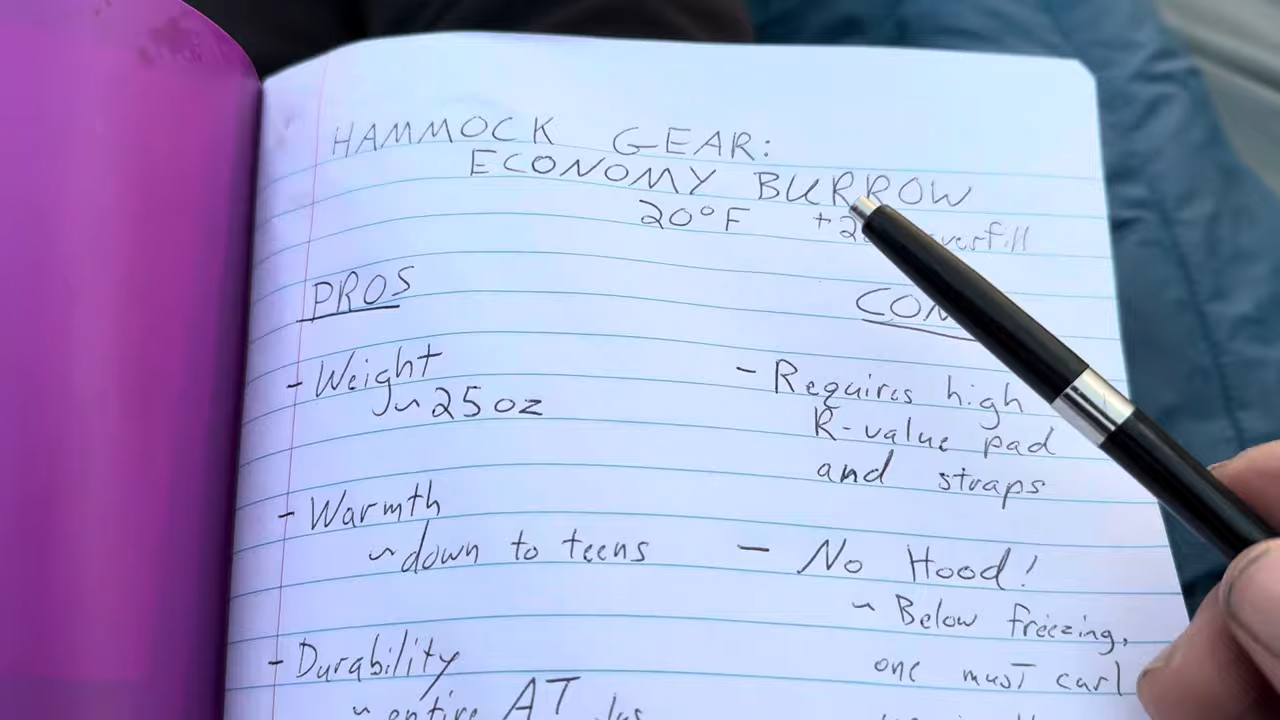 HAMMOCK GEAR:
ECONOMY BURROW
20°F + overfill
PROS
- Weight
~25oz
- Warmth
~down to teens
- Durability
~ entire AT
CON
- Requires high
R-value pad
and straps
- No Hood!
~ Below freezing,
one must curl